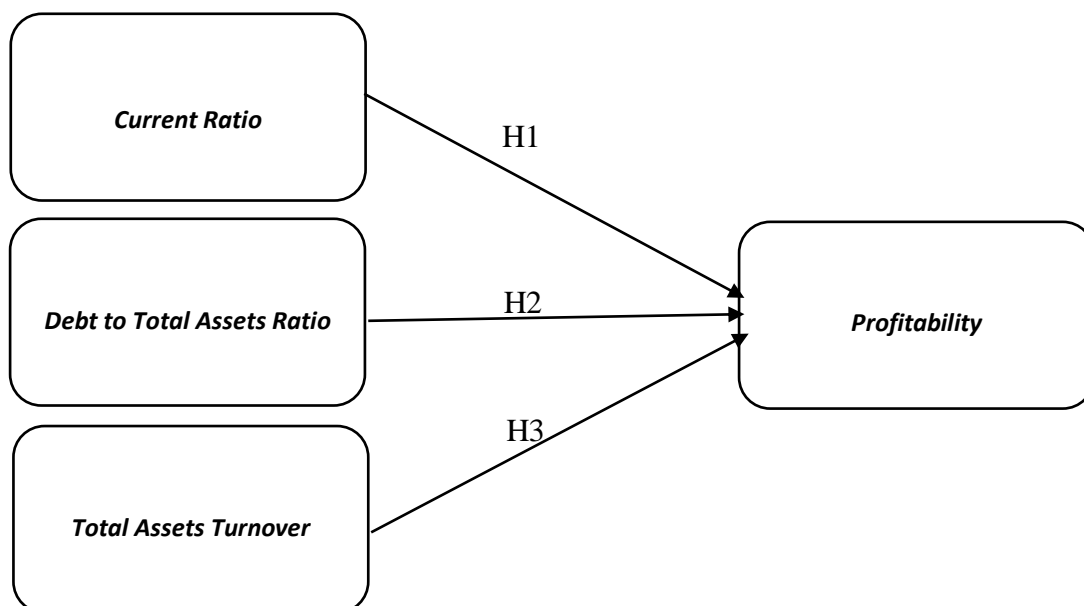 Current Ratio
H1
Debt to Total Assets Ratio
H2
Profitability
H3
Total Assets Turnover